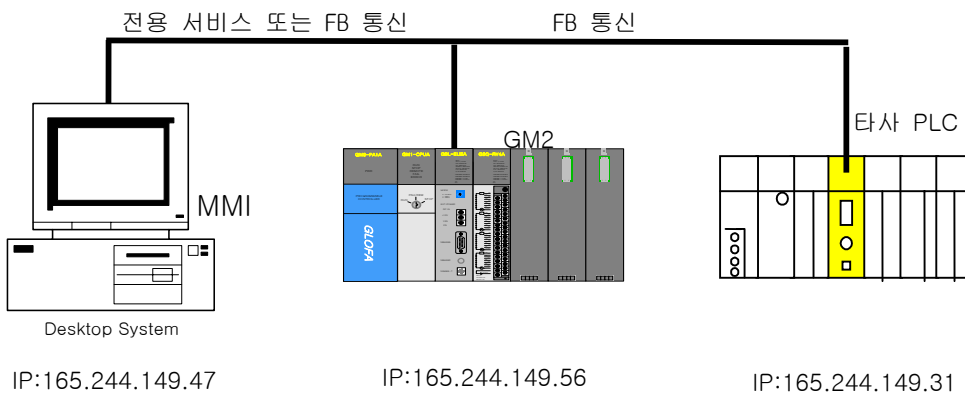 전용 서비스 또는 FB 통신
FB 통신
타사 PLC
GM2
MMI
GLOFA
Desktop System
IP:165.244.149.47
IP:165.244.149.56
IP:165.244.149.31